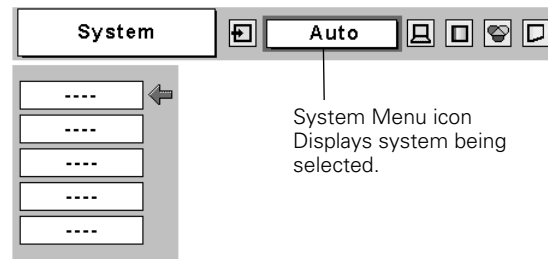 System
Auto
----
----
----
----
----
System Menu icon
Displays system being
selected.